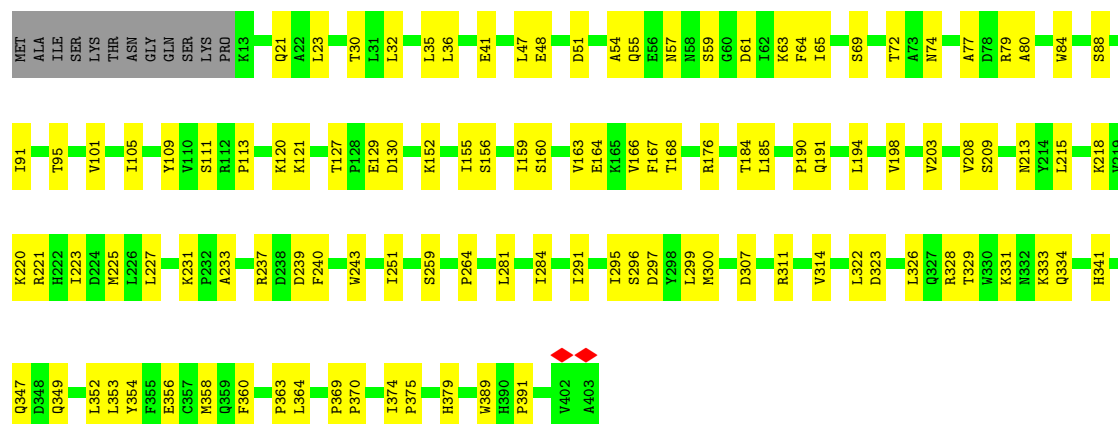 MET ALA ILE SER LYS THR ASN GLY GLN SER LYS PRO K13 Q21 A22 L23 T30 L31 L32 L35 L36 E41 L47 E48 D51 A54 Q55 E56 N57 N58 S59 G60 D61 I62 K63 F64 I65 S69 T72 A73 N74 A77 D78 R79 A80 W84 S88
I91 T95 V101 I105 Y109 V110 S111 R112 P113 K120 K121 T127 P128 E129 D130 K152 I155 S156 I159 S160 V163 E164 K165 V166 F167 T168 R176 T184 L185 P190 Q191 L194 V198 V203 V208 S209 N213 Y214 L215 K218 V219
K220 R221 H222 I223 D224 M225 L226 L227 K231 P232 A233 R237 D238 D239 F240 W243 I251 S259 P264 L281 I284 I291 I295 S296 D297 Y298 L299 M300 D307 R311 V314 L322 D323 L326 Q327 R328 T329 W330 K331 N332 K333 Q334 H341
Q347 D348 Q349 L352 L353 Y354 F355 E356 C357 M358 Q359 F360 P363 L364 P369 P370 I374 P375 H379 W389 H390 P391 V402 A403